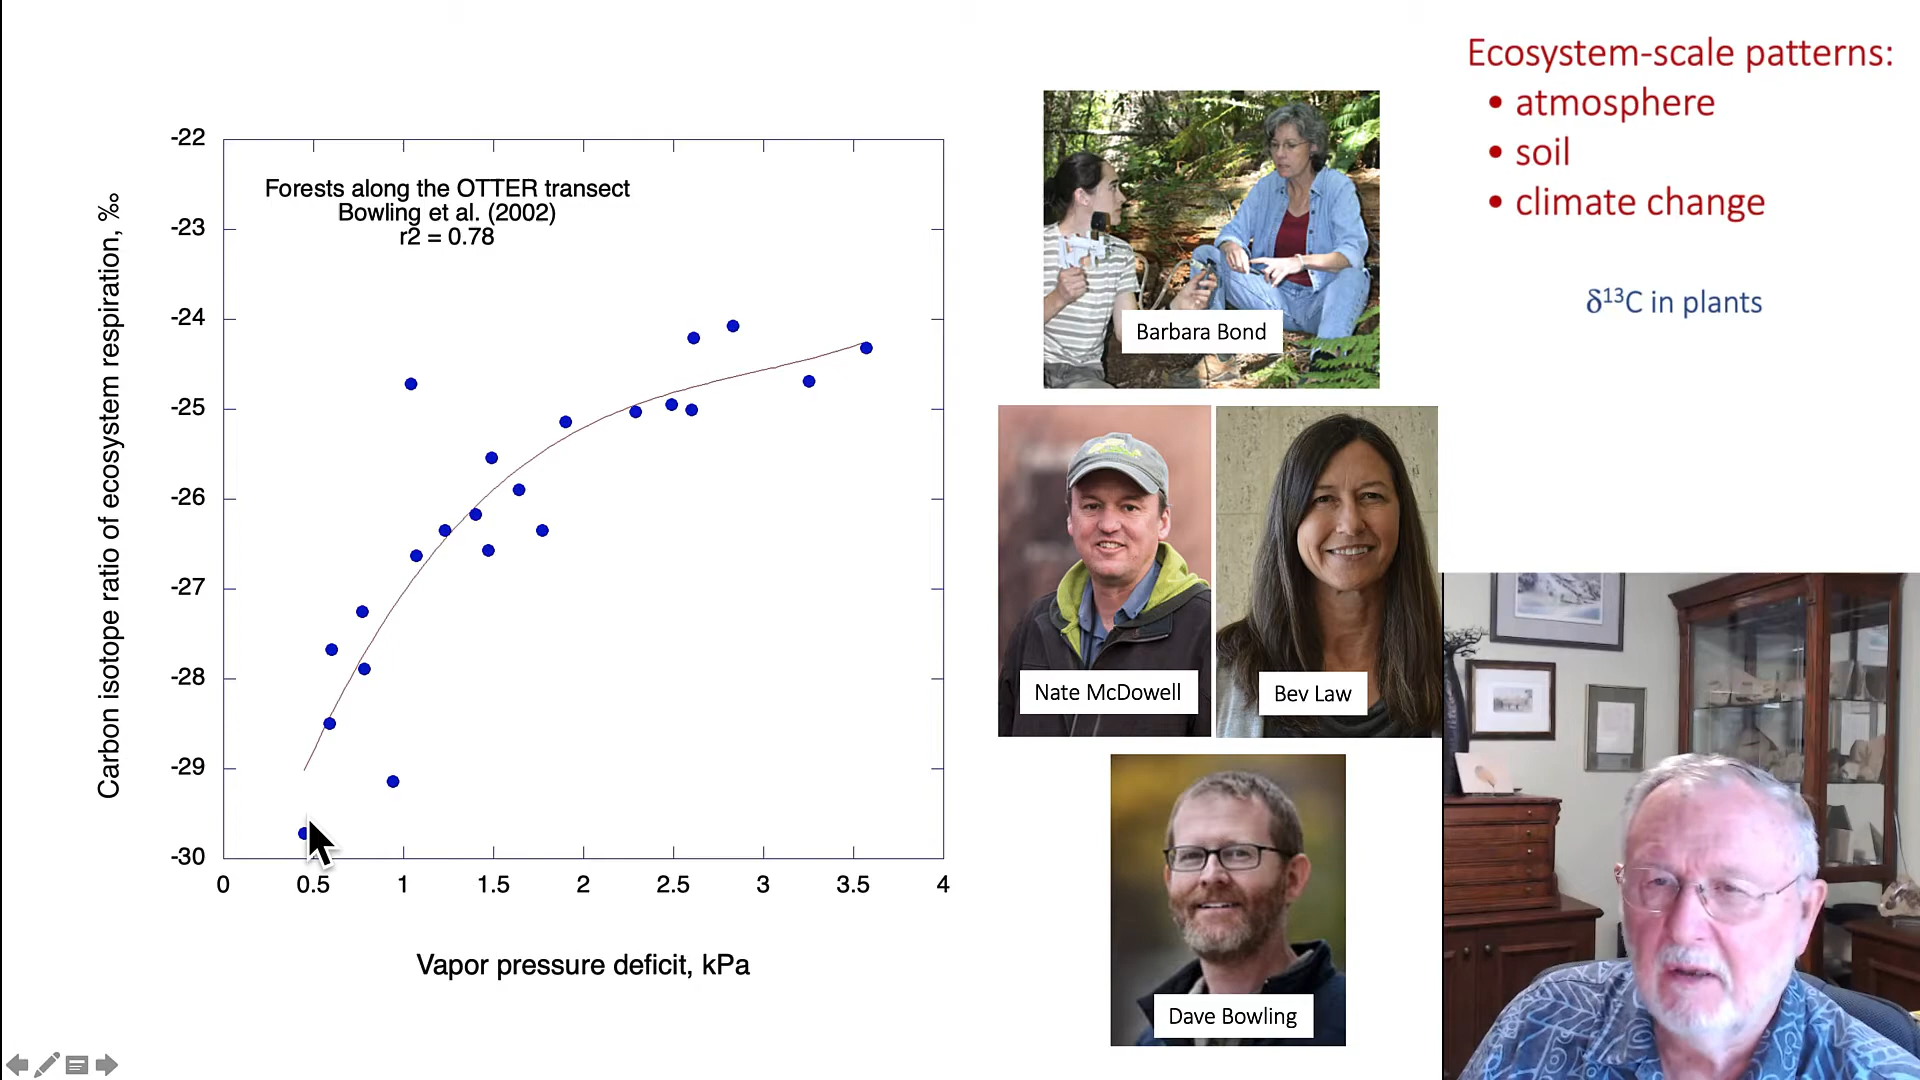 Ecosystem-scale patterns:
• atmosphere
• soil
• climate change
δ¹³C in plants
Forests along the OTTER transect
Bowling et al. (2002)
r2 = 0.78
Carbon isotope ratio of ecosystem respiration, ‰
-22
-23
-24
-25
-26
-27
-28
-29
-30
0 0.5 1 1.5 2 2.5 3 3.5 4
Vapor pressure deficit, kPa
Barbara Bond
Nate McDowell
Bev Law
Dave Bowling